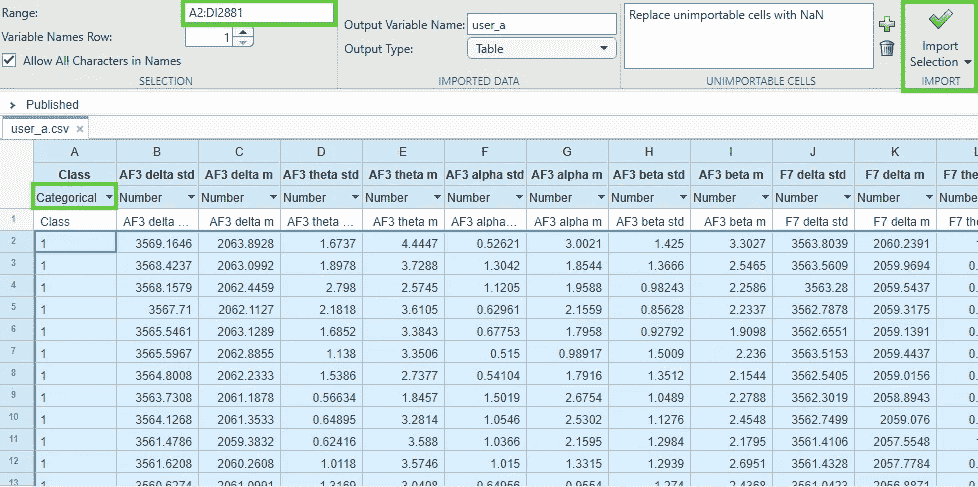 Range: A2:DI2881 Output Variable Name: user_a Replace unimportable cells with NaN
Variable Names Row: 1 Output Type: Table Import
Allow All Characters in Names Selection
SELECTION IMPORTED DATA UNIMPORTABLE CELLS IMPORT
Published
user_a.csv
A B C D E F G H I J K L
Class AF3 delta std AF3 delta m AF3 theta std AF3 theta m AF3 alpha std AF3 alpha m AF3 beta std AF3 beta m F7 delta std F7 delta m F7 the
Categorical Number Number Number Number Number Number Number Number Number Number Numbe
1 Class AF3 delta ... AF3 delta m AF3 theta ... AF3 theta m AF3 alpha... AF3 alpha m AF3 beta std AF3 beta m F7 delta std F7 delta m F7 the
2 1 3569.1646 2063.8928 1.6737 4.4447 0.52621 3.0021 1.425 3.3027 3563.8039 2060.2391
3 1 3568.4237 2063.0992 1.8978 3.7288 1.3042 1.8544 1.3666 2.5465 3563.5609 2059.9694 0.
4 1 3568.1579 2062.4459 2.798 2.5745 1.1205 1.9588 0.98243 2.2586 3563.28 2059.5437 0.
5 1 3567.71 2062.1127 2.1818 3.6105 0.62961 2.1559 0.85628 2.2337 3562.7878 2059.3175 0.
6 1 3565.5461 2063.1289 1.6852 3.3843 0.67753 1.7958 0.92792 1.9098 3562.6551 2059.1391 0.
7 1 3565.5967 2062.8855 1.138 3.3506 0.515 0.98917 1.5009 2.236 3563.5153 2059.4437 0.
8 1 3564.8008 2062.2333 1.5386 2.7377 0.54104 1.7916 1.3512 2.1544 3562.5405 2059.0156 0.
9 1 3563.7308 2061.1878 0.56634 1.8457 1.5019 2.6754 1.0489 2.2788 3562.3019 2058.8943 0.
10 1 3564.1268 2061.3533 0.64895 3.2814 1.0546 2.5302 1.1276 2.4548 3562.7499 2059.076 0.
11 1 3561.4786 2059.3832 0.62416 3.588 1.0366 2.1595 1.2984 2.1795 3561.4106 2057.5548
12 1 3561.6208 2060.2608 1.0118 3.5746 1.015 1.3315 1.2939 2.6951 3561.4328 2057.7784 0.
13 1